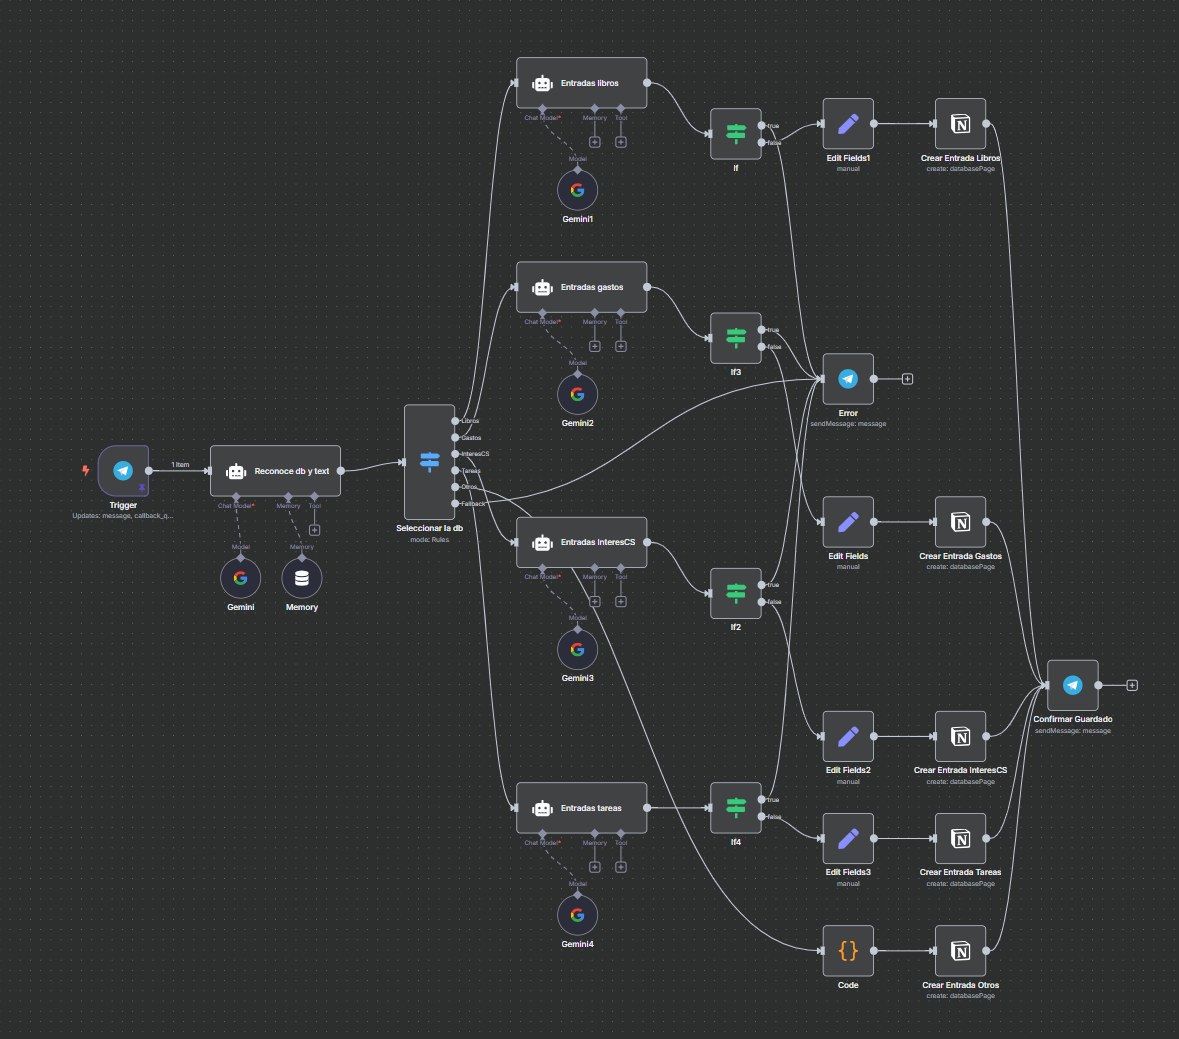 Entradas libros
Chat Model*
Memory
Tool
Model
Gemini1
true
false
If
Edit Fields1
manual
Crear Entrada Libros
create: databasePage
Entradas gastos
Chat Model*
Memory
Tool
Model
Gemini2
true
false
If3
Error
sendMessage: message
1 item
Trigger
Updates: message, callback_q...
Reconoce db y text
Chat Model*
Memory
Tool
Model
Memory
Gemini
Memory
Libros
Gastos
InteresCS
Tareas
Otros
Fallback
Seleccionar la db
mode: Rules
Entradas InteresCS
Chat Model*
Memory
Tool
Model
Gemini3
true
false
If2
Edit Fields
manual
Crear Entrada Gastos
create: databasePage
Confirmar Guardado
sendMessage: message
Edit Fields2
manual
Crear Entrada InteresCS
create: databasePage
Entradas tareas
Chat Model*
Memory
Tool
Model
Gemini4
true
false
If4
Edit Fields3
manual
Crear Entrada Tareas
create: databasePage
Code
Crear Entrada Otros
create: databasePage